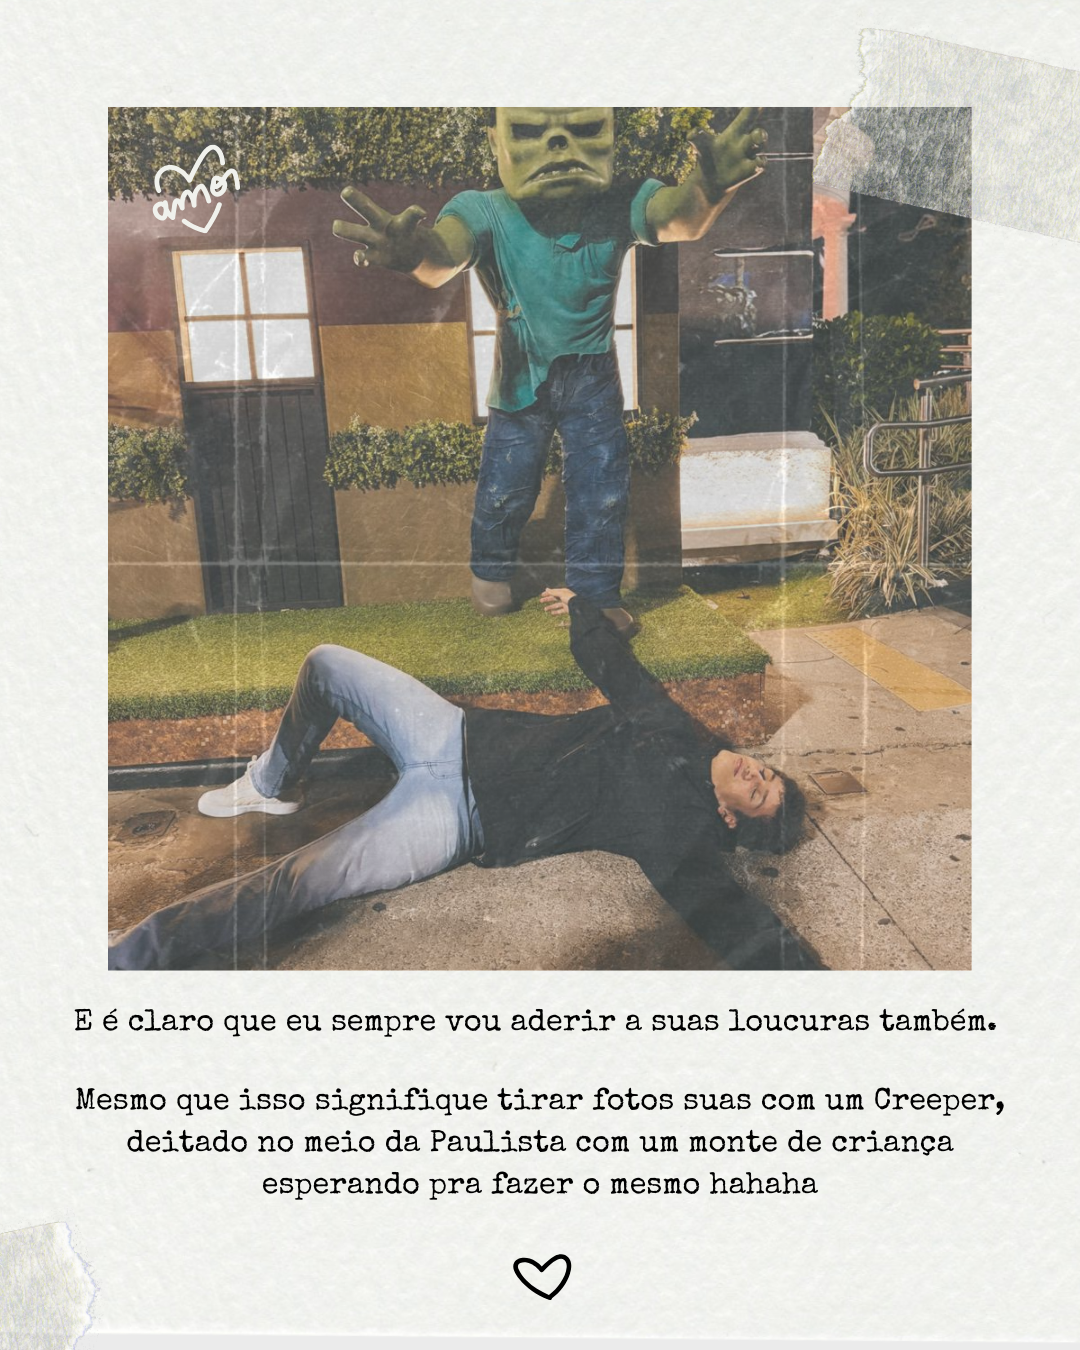 amor
E é claro que eu sempre vou aderir a suas loucuras também.
Mesmo que isso signifique tirar fotos suas com um Creeper,
deitado no meio da Paulista com um monte de criança
esperando pra fazer o mesmo hahaha